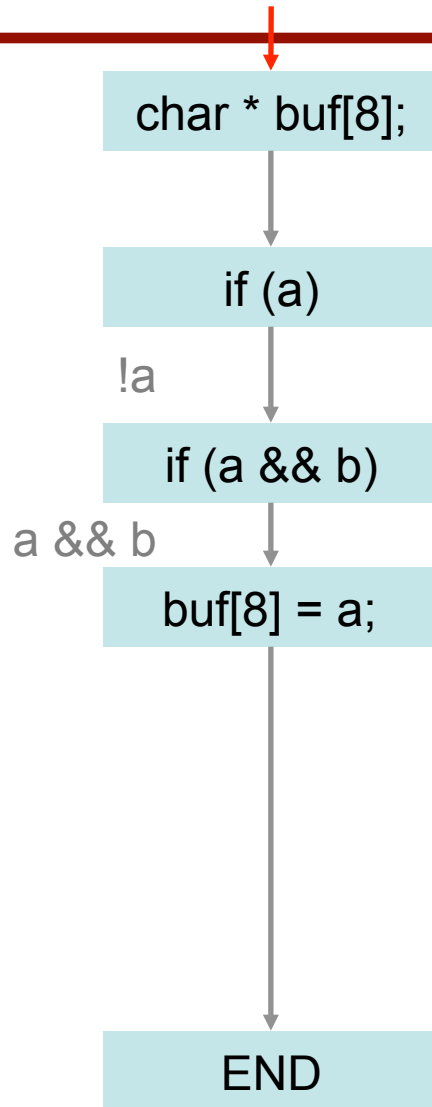 char * buf[8];
if (a)
!a
if (a && b)
a && b
buf[8] = a;
END